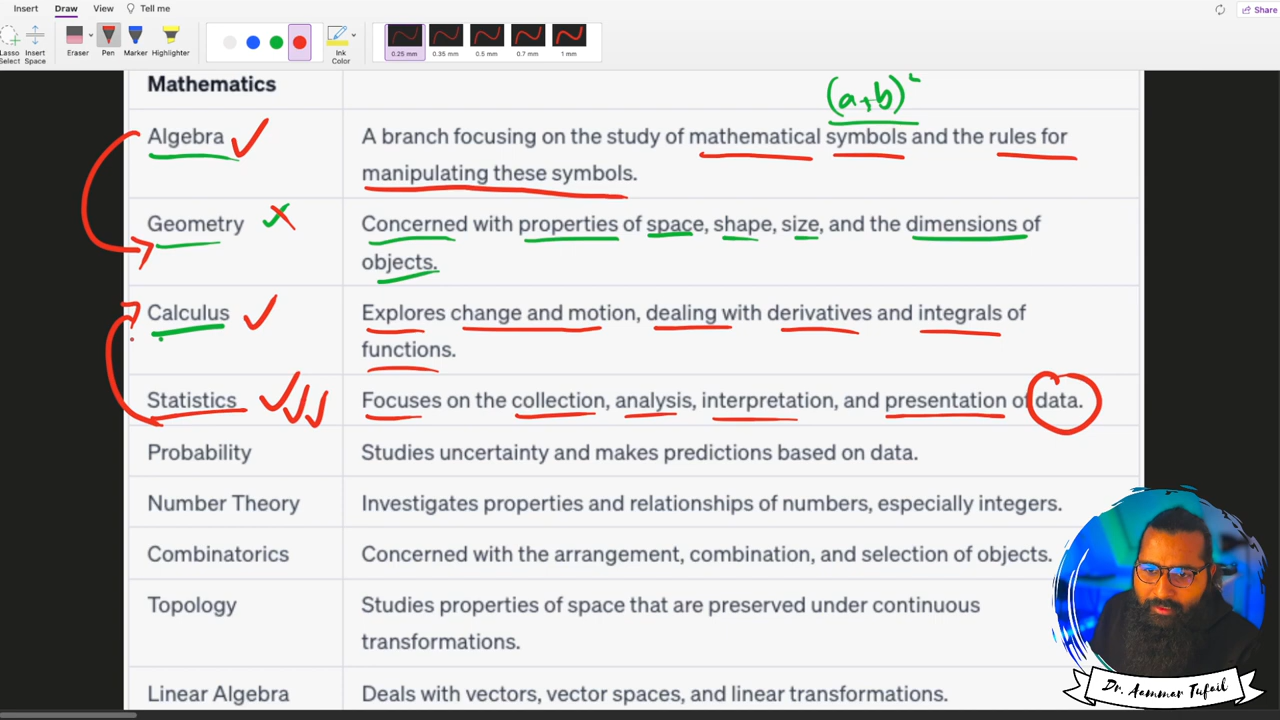 Insert Draw View Tell me
Share
Lasso Select
Insert Space
Eraser
Pen
Marker
Highlighter
Ink Color
0.25 mm 0.35 mm 0.5 mm 0.7 mm 1 mm
Mathematics
(a+b)²
Algebra
A branch focusing on the study of mathematical symbols and the rules for
manipulating these symbols.
Geometry
Concerned with properties of space, shape, size, and the dimensions of
objects.
Calculus
Explores change and motion, dealing with derivatives and integrals of
functions.
Statistics
Focuses on the collection, analysis, interpretation, and presentation of data.
Probability
Studies uncertainty and makes predictions based on data.
Number Theory
Investigates properties and relationships of numbers, especially integers.
Combinatorics
Concerned with the arrangement, combination, and selection of objects.
Topology
Studies properties of space that are preserved under continuous
transformations.
Linear Algebra
Deals with vectors, vector spaces, and linear transformations.
Dr. Aammar Tufail